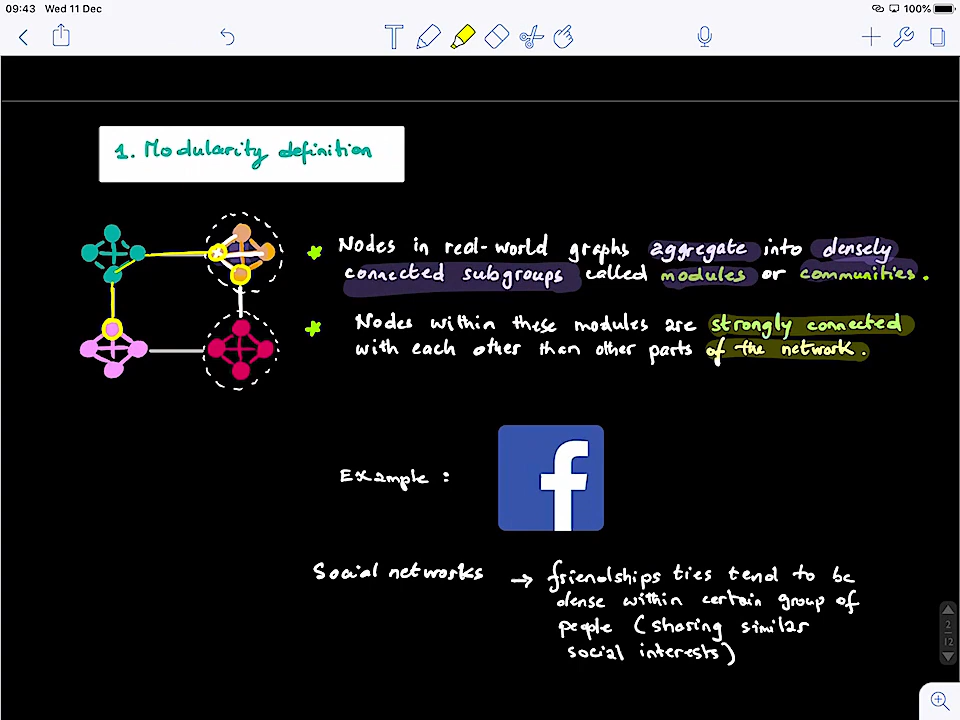 09:43 Wed 11 Dec 100%
T
1. Modularity definition
* Nodes in real-world graphs aggregate into densely
connected subgroups called modules or communities.
* Nodes within these modules are strongly connected
with each other than other parts of the network.
f
Example :
Social networks → friendships ties tend to be
dense within certain group of
people (sharing similar
social interests)
2
12